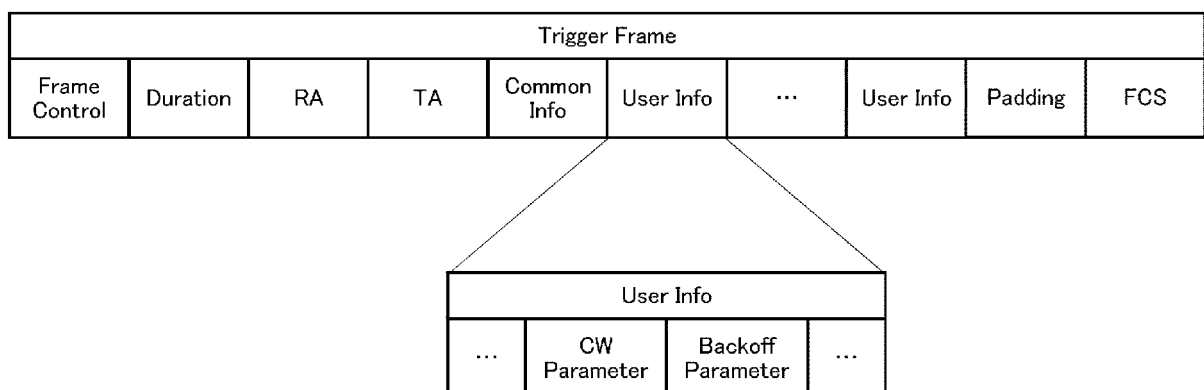 Trigger Frame
Frame Control
Duration
RA
TA
Common Info
User Info
...
User Info
Padding
FCS
User Info
...
CW Parameter
Backoff Parameter
...